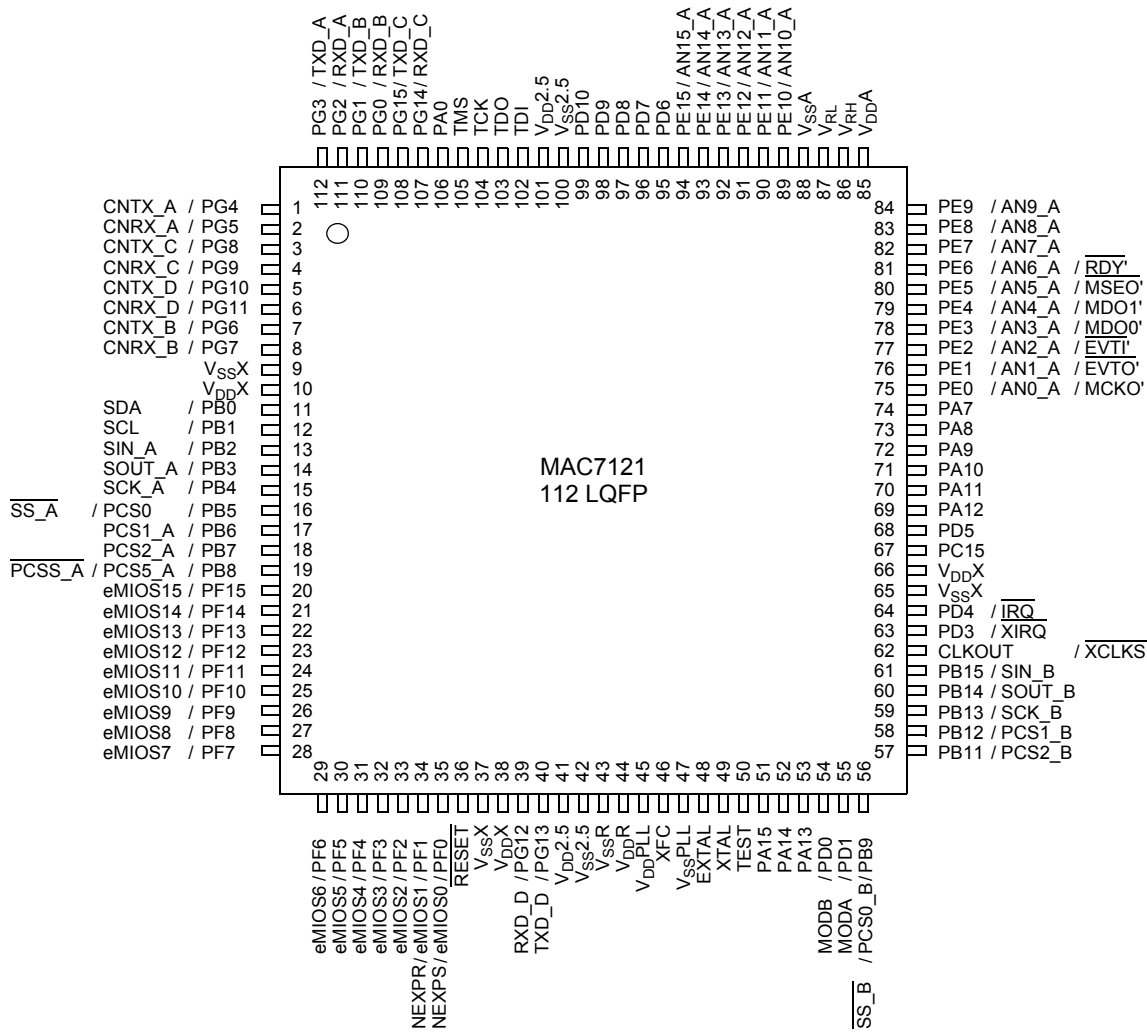 PG3 / TXD_A
PG2 / RXD_A
PG1 / TXD_B
PG0 / RXD_B
PG15 / TXD_C
PG14 / RXD_C
PA0
TMS
TCK
TDO
TDI
VDD2.5
VSS2.5
PD10
PD9
PD8
PD7
PD6
PE15 / AN15_A
PE14 / AN14_A
PE13 / AN13_A
PE12 / AN12_A
PE11 / AN11_A
PE10 / AN10_A
VSSA
VRL
VRH
VDDA
112 111 110 109 108 107 106 105 104 103 102 101 100 99 98 97 96 95 94 93 92 91 90 89 88 87 86 85
CNTX_A / PG4 1
CNRX_A / PG5 2
CNTX_C / PG8 3
CNRX_C / PG9 4
CNTX_D / PG10 5
CNRX_D / PG11 6
CNTX_B / PG6 7
CNRX_B / PG7 8
VSSX 9
VDDX 10
SDA / PB0 11
SCL / PB1 12
SIN_A / PB2 13
SOUT_A / PB3 14
SCK_A / PB4 15
SS_A / PCS0 / PB5 16
PCS1_A / PB6 17
PCS2_A / PB7 18
PCSS_A / PCS5_A / PB8 19
eMIOS15 / PF15 20
eMIOS14 / PF14 21
eMIOS13 / PF13 22
eMIOS12 / PF12 23
eMIOS11 / PF11 24
eMIOS10 / PF10 25
eMIOS9 / PF9 26
eMIOS8 / PF8 27
eMIOS7 / PF7 28
MAC7121
112 LQFP
84 PE9 / AN9_A
83 PE8 / AN8_A
82 PE7 / AN7_A
81 PE6 / AN6_A / RDY'
80 PE5 / AN5_A / MSEO'
79 PE4 / AN4_A / MDO1'
78 PE3 / AN3_A / MDO0'
77 PE2 / AN2_A / EVTI'
76 PE1 / AN1_A / EVTO'
75 PE0 / AN0_A / MCKO'
74 PA7
73 PA8
72 PA9
71 PA10
70 PA11
69 PA12
68 PD5
67 PC15
66 VDDX
65 VSSX
64 PD4 / IRQ
63 PD3 / XIRQ
62 CLKOUT / XCLKS
61 PB15 / SIN_B
60 PB14 / SOUT_B
59 PB13 / SCK_B
58 PB12 / PCS1_B
57 PB11 / PCS2_B
29 30 31 32 33 34 35 36 37 38 39 40 41 42 43 44 45 46 47 48 49 50 51 52 53 54 55 56
eMIOS6 / PF6
eMIOS5 / PF5
eMIOS4 / PF4
eMIOS3 / PF3
eMIOS2 / PF2
NEXPR / eMIOS1 / PF1
NEXPS / eMIOS0 / PF0
RESET
VSSX
VDDX
RXD_D / PG12
TXD_D / PG13
VDD2.5
VSS2.5
VSSR
VDDR
VDDPLL
XFC
VSSPLL
EXTAL
XTAL
TEST
PA15
PA14
PA13
MODB / PD0
MODA / PD1
SS_B / PCS0_B / PB9